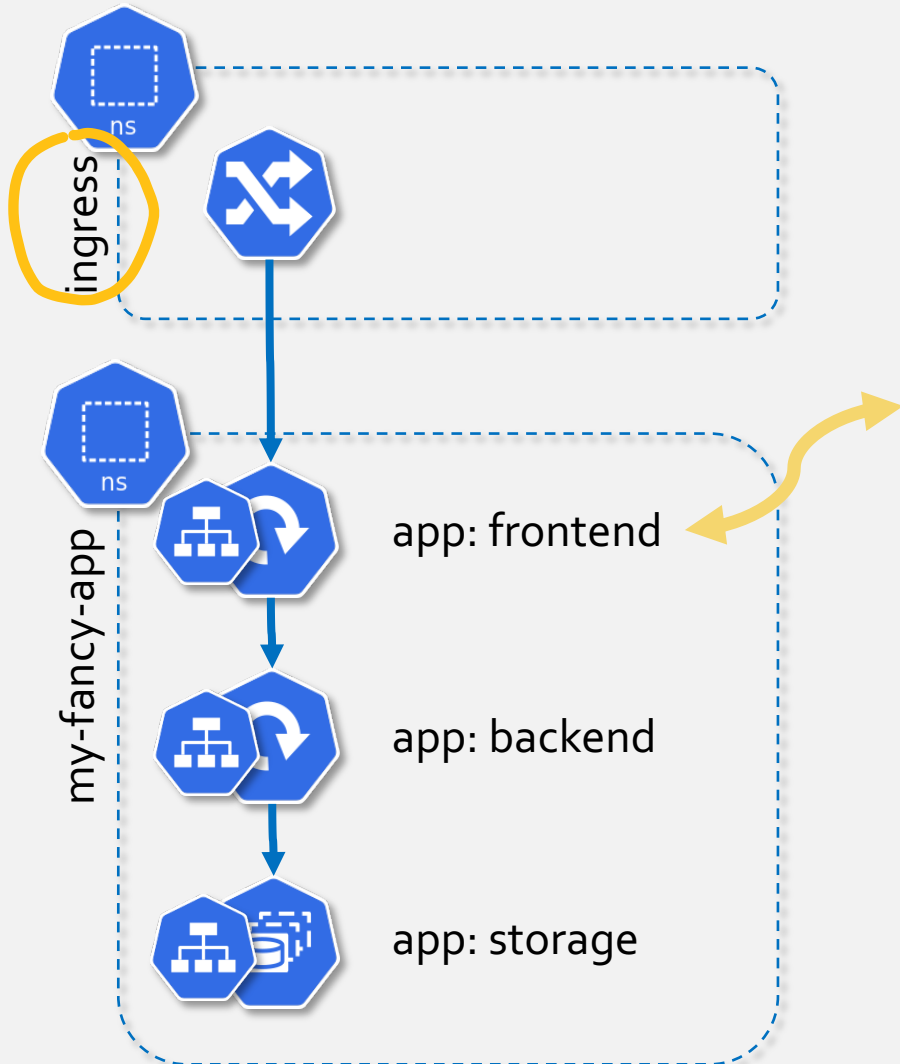 ns
ingress
ns
my-fancy-app
app: frontend
app: backend
app: storage